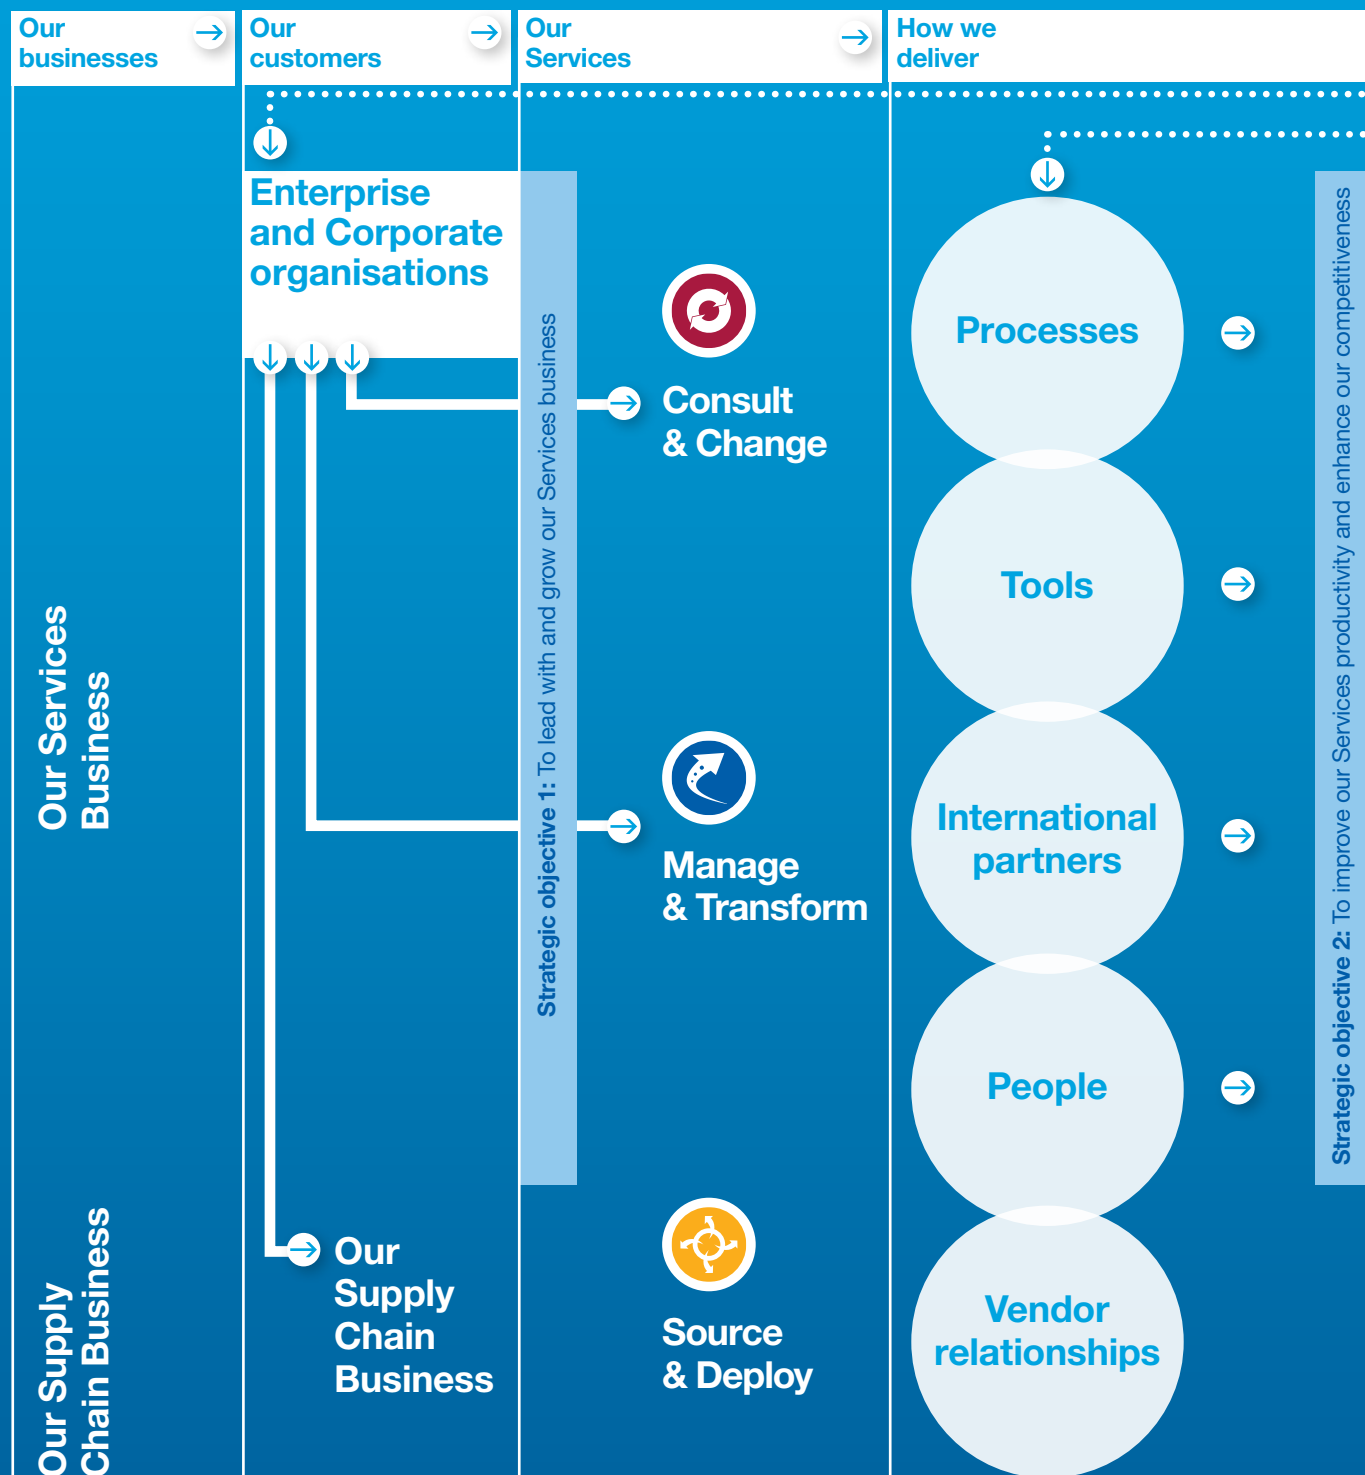 Our
businesses
Our
customers
Our
Services
How we
deliver
Our Services
Business
Our Supply
Chain Business
Enterprise
and Corporate
organisations
Our
Supply
Chain
Business
Strategic objective 1: To lead with and grow our Services business
Consult
& Change
Manage
& Transform
Source
& Deploy
Processes
Tools
International
partners
People
Vendor
relationships
Strategic objective 2: To improve our Services productivity and enhance our competitiveness